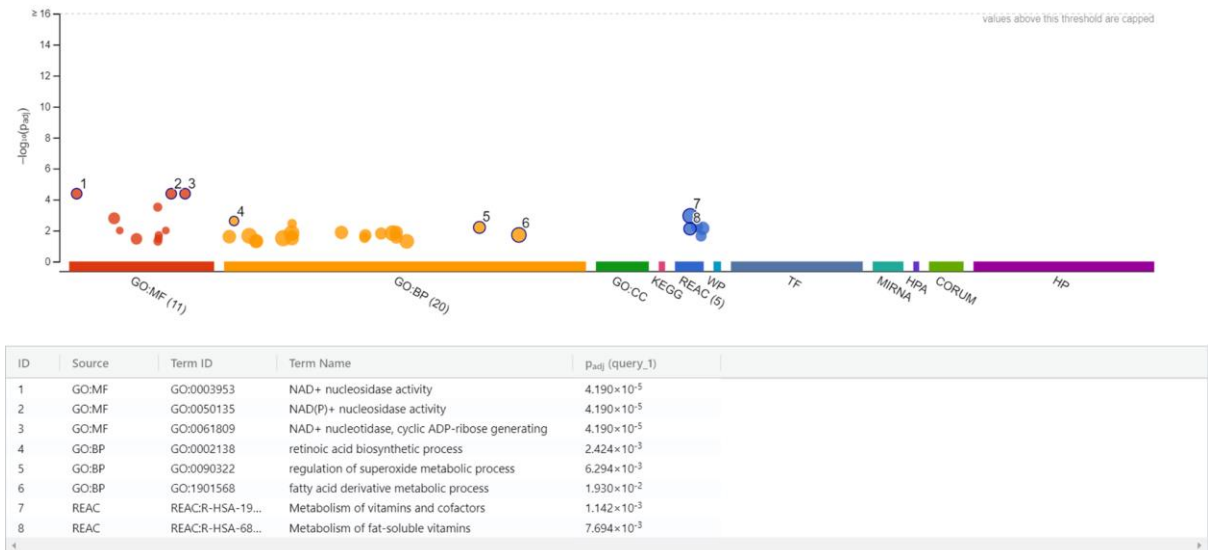 ≥ 16
values above this threshold are capped
14
12
10
8
6
4
2
0
−log₁₀(padj)
1
2
3
4
5
6
7
8
GO:MF (11)
GO:BP (20)
GO:CC
KEGG
REAC (5)
WP
TF
MIRNA
HPA
CORUM
HP
ID Source Term ID Term Name padj (query_1)
1 GO:MF GO:0003953 NAD+ nucleosidase activity 4.190×10⁻⁵
2 GO:MF GO:0050135 NAD(P)+ nucleosidase activity 4.190×10⁻⁵
3 GO:MF GO:0061809 NAD+ nucleotidase, cyclic ADP-ribose generating 4.190×10⁻⁵
4 GO:BP GO:0002138 retinoic acid biosynthetic process 2.424×10⁻³
5 GO:BP GO:0090322 regulation of superoxide metabolic process 6.294×10⁻³
6 GO:BP GO:1901568 fatty acid derivative metabolic process 1.930×10⁻²
7 REAC REAC:R-HSA-19... Metabolism of vitamins and cofactors 1.142×10⁻³
8 REAC REAC:R-HSA-68... Metabolism of fat-soluble vitamins 7.694×10⁻³